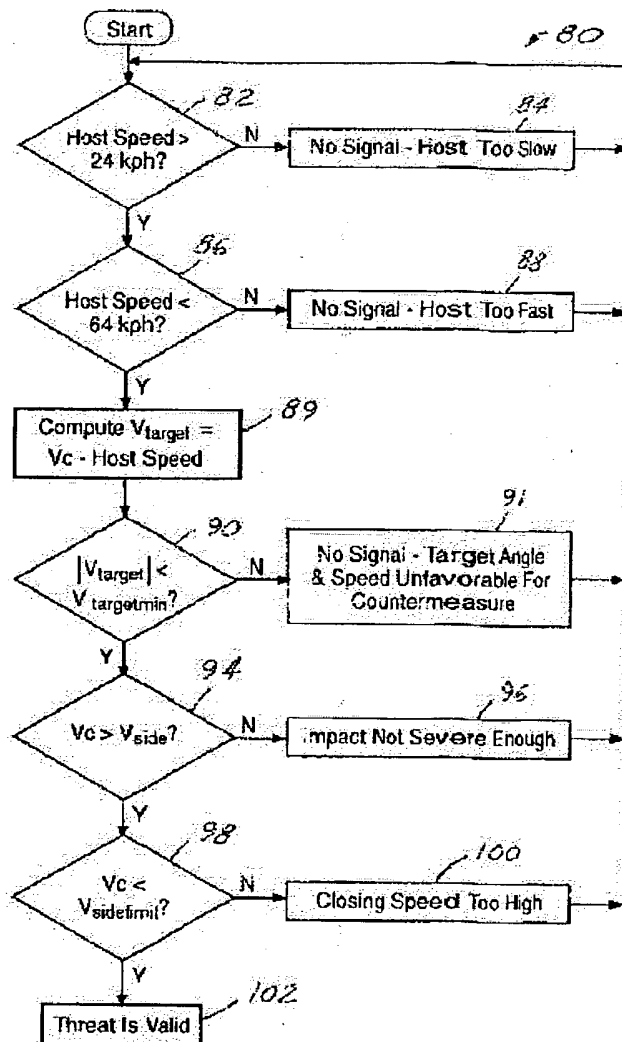 Start
80
82
Host Speed >
24 kph?
N
84
No Signal - Host Too Slow
Y
86
Host Speed <
64 kph?
N
88
No Signal - Host Too Fast
Y
89
Compute Vtarget =
Vc - Host Speed
90
|Vtarget| <
Vtargetmin?
N
91
No Signal - Target Angle
& Speed Unfavorable For
Countermeasure
Y
94
Vc > Vside?
N
96
Impact Not Severe Enough
Y
98
Vc <
Vsidelimit?
N
100
Closing Speed Too High
Y
102
Threat Is Valid